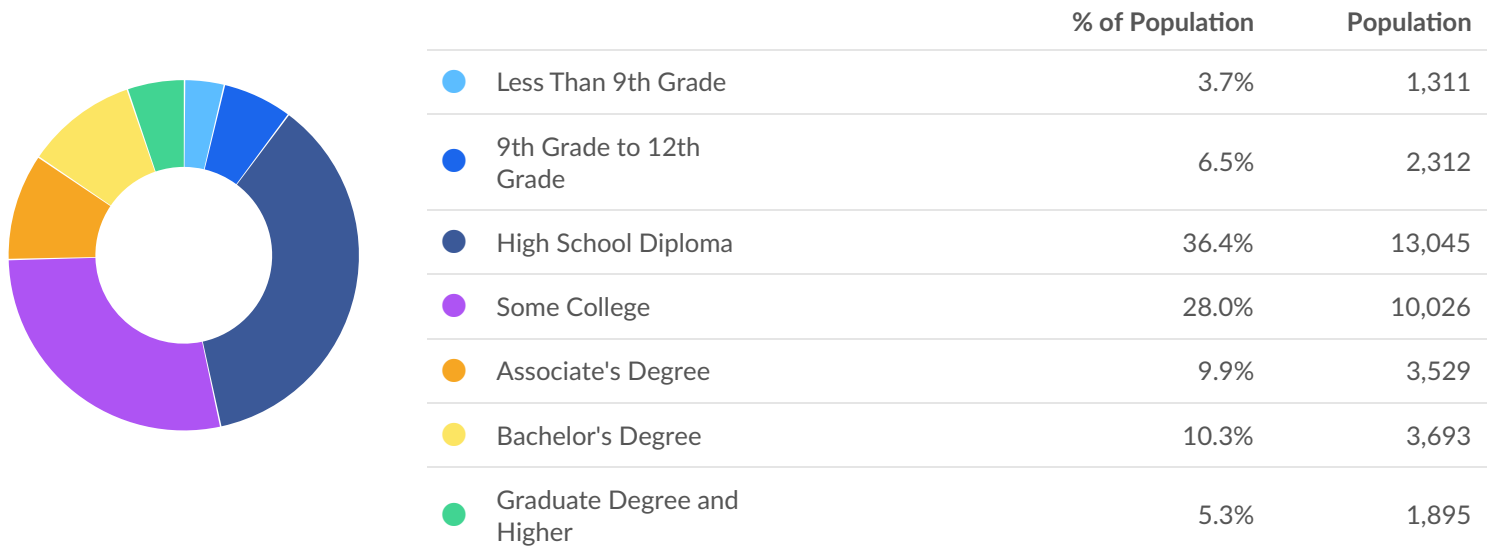 % of Population Population
Less Than 9th Grade 3.7% 1,311
9th Grade to 12th
Grade 6.5% 2,312
High School Diploma 36.4% 13,045
Some College 28.0% 10,026
Associate's Degree 9.9% 3,529
Bachelor's Degree 10.3% 3,693
Graduate Degree and
Higher 5.3% 1,895